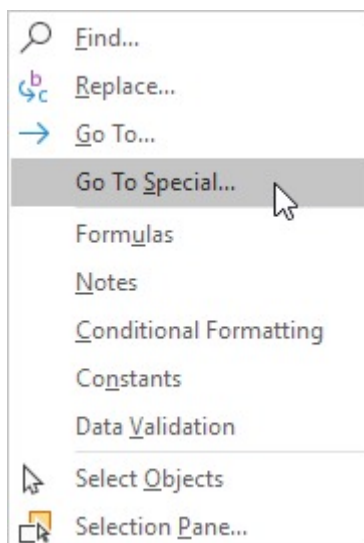 Find...
b
c
Replace...
Go To...
Go To Special...
Formulas
Notes
Conditional Formatting
Constants
Data Validation
Select Objects
Selection Pane...